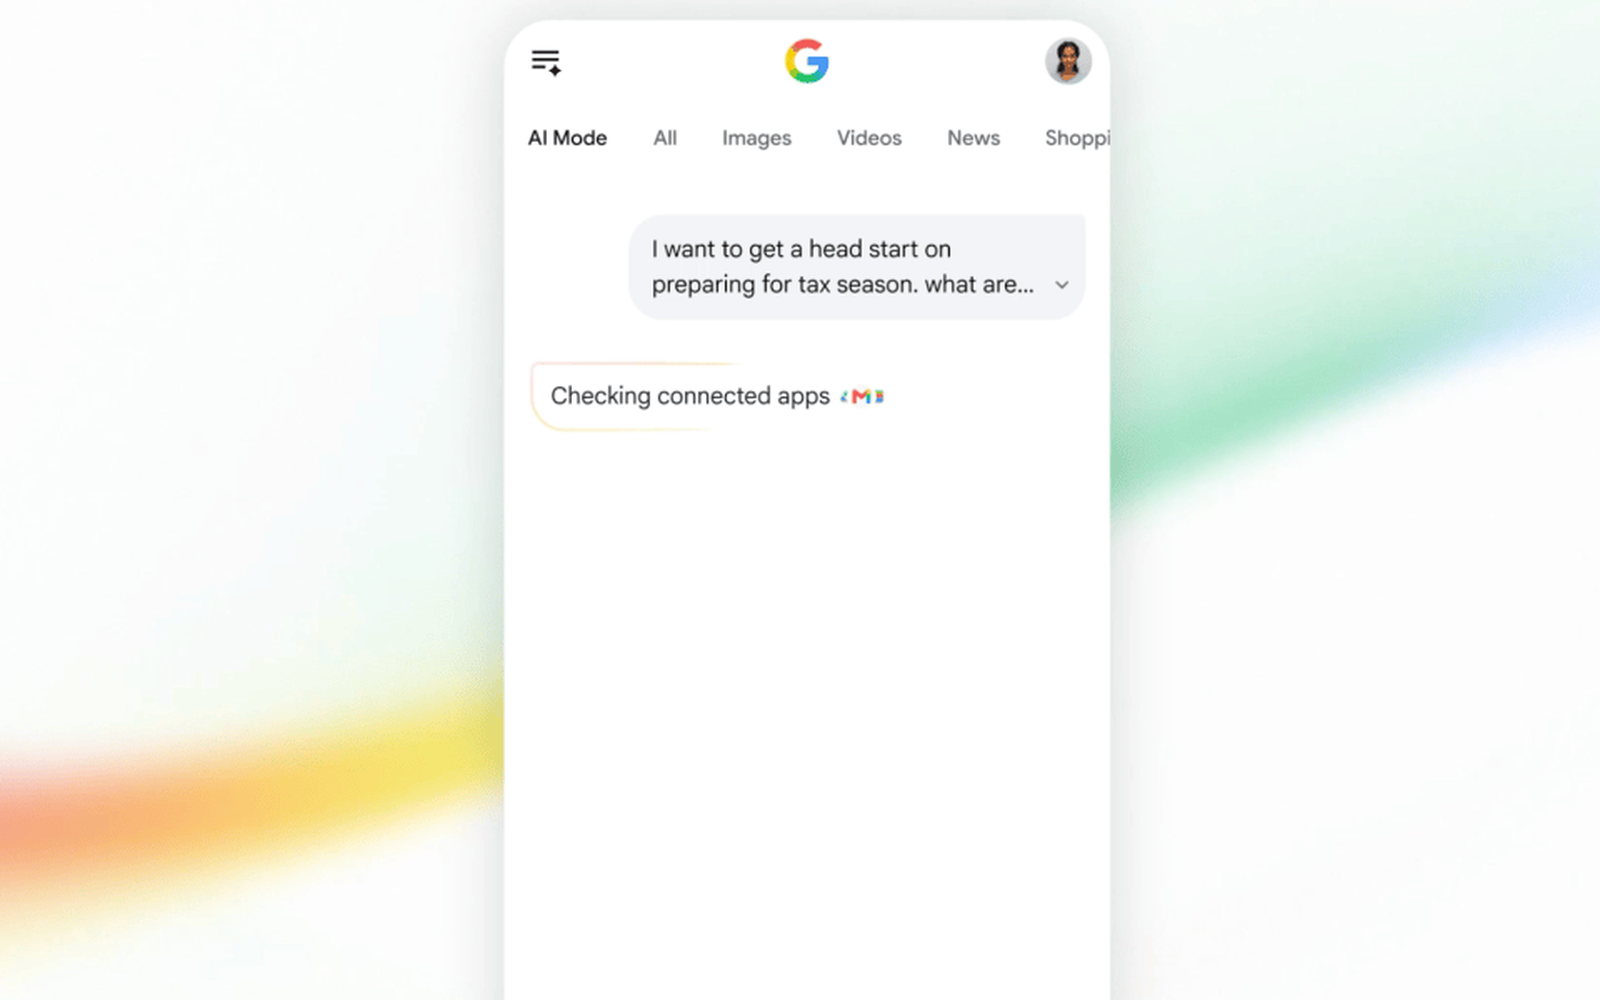 AI Mode All Images Videos News Shoppi
I want to get a head start on
preparing for tax season. what are...
Checking connected apps